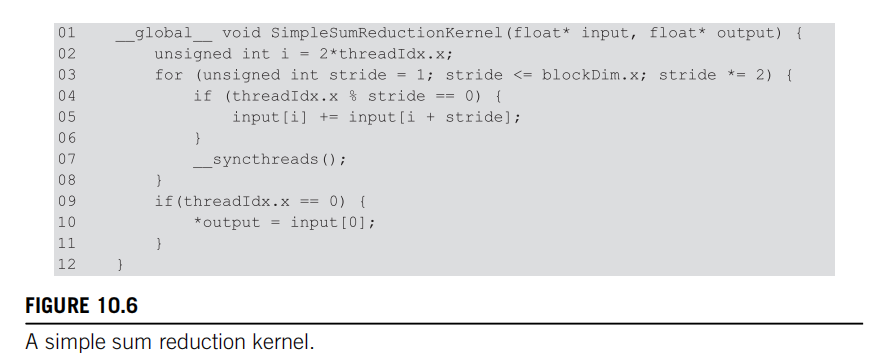 01 __global__ void SimpleSumReductionKernel(float* input, float* output) {
02 unsigned int i = 2*threadIdx.x;
03 for (unsigned int stride = 1; stride <= blockDim.x; stride *= 2) {
04 if (threadIdx.x % stride == 0) {
05 input[i] += input[i + stride];
06 }
07 __syncthreads();
08 }
09 if(threadIdx.x == 0) {
10 *output = input[0];
11 }
12 }
FIGURE 10.6
A simple sum reduction kernel.